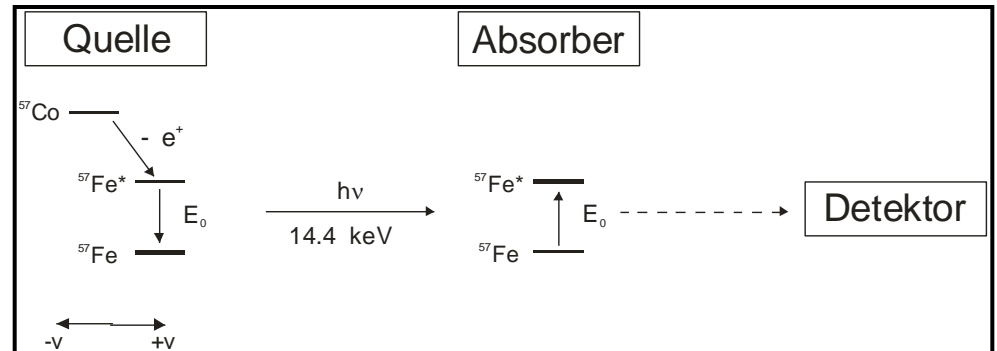 Quelle
Absorber
⁵⁷Co
- e⁺
⁵⁷Fe*
E₀
⁵⁷Fe
hν
14.4 keV
⁵⁷Fe*
E₀
⁵⁷Fe
Detektor
-v +v